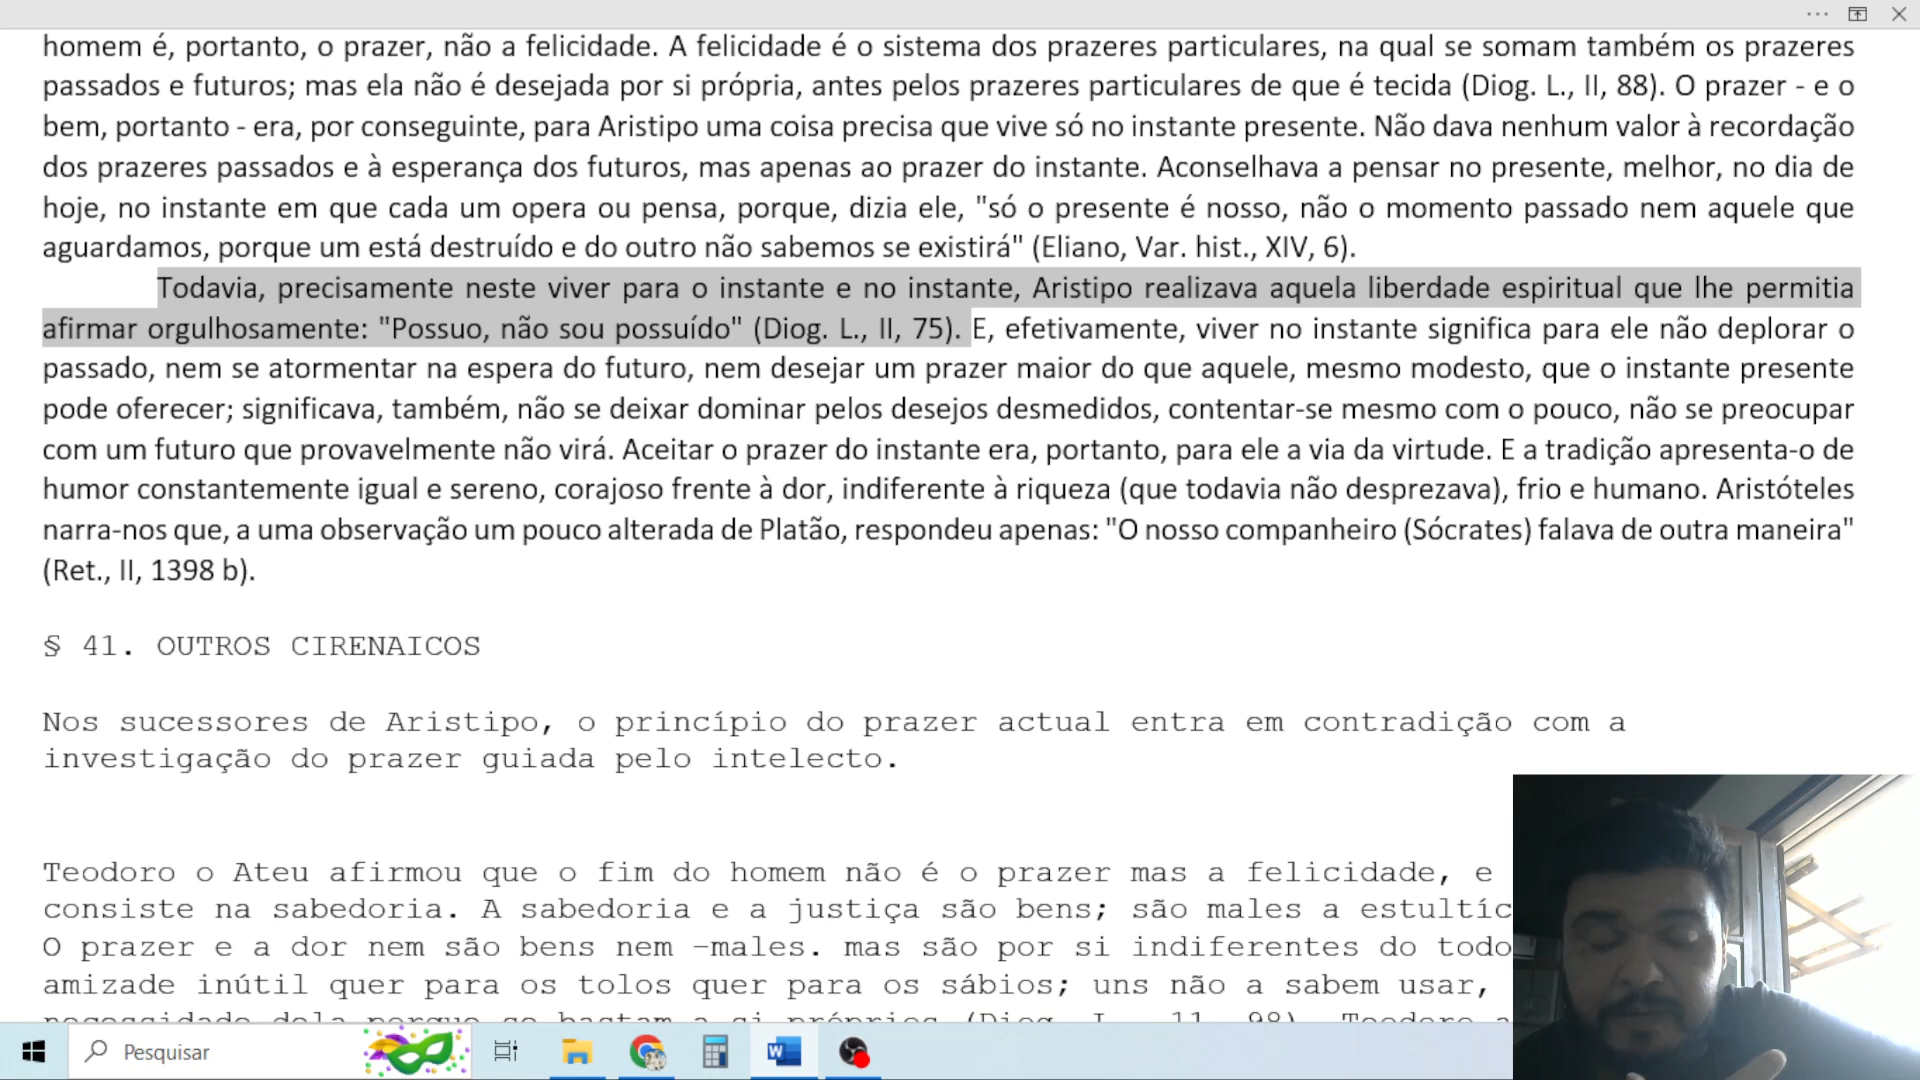 homem é, portanto, o prazer, não a felicidade. A felicidade é o sistema dos prazeres particulares, na qual se somam também os prazeres
passados e futuros; mas ela não é desejada por si própria, antes pelos prazeres particulares de que é tecida (Diog. L., II, 88). O prazer - e o
bem, portanto - era, por conseguinte, para Aristipo uma coisa precisa que vive só no instante presente. Não dava nenhum valor à recordação
dos prazeres passados e à esperança dos futuros, mas apenas ao prazer do instante. Aconselhava a pensar no presente, melhor, no dia de
hoje, no instante em que cada um opera ou pensa, porque, dizia ele, "só o presente é nosso, não o momento passado nem aquele que
aguardamos, porque um está destruído e do outro não sabemos se existirá" (Eliano, Var. hist., XIV, 6).
Todavia, precisamente neste viver para o instante e no instante, Aristipo realizava aquela liberdade espiritual que lhe permitia
afirmar orgulhosamente: "Possuo, não sou possuído" (Diog. L., II, 75). E, efetivamente, viver no instante significa para ele não deplorar o
passado, nem se atormentar na espera do futuro, nem desejar um prazer maior do que aquele, mesmo modesto, que o instante presente
pode oferecer; significava, também, não se deixar dominar pelos desejos desmedidos, contentar-se mesmo com o pouco, não se preocupar
com um futuro que provavelmente não virá. Aceitar o prazer do instante era, portanto, para ele a via da virtude. E a tradição apresenta-o de
humor constantemente igual e sereno, corajoso frente à dor, indiferente à riqueza (que todavia não desprezava), frio e humano. Aristóteles
narra-nos que, a uma observação um pouco alterada de Platão, respondeu apenas: "O nosso companheiro (Sócrates) falava de outra maneira"
(Ret., II, 1398 b).
§ 41. OUTROS CIRENAICOS
Nos sucessores de Aristipo, o princípio do prazer actual entra em contradição com a
investigação do prazer guiada pelo intelecto.
Teodoro o Ateu afirmou que o fim do homem não é o prazer mas a felicidade, e
consiste na sabedoria. A sabedoria e a justiça são bens; são males a estultíc
O prazer e a dor nem são bens nem -males. mas são por si indiferentes do todo
amizade inútil quer para os tolos quer para os sábios; uns não a sabem usar,
necessidade dela porque se bastam a si próprios (Diog. L., 11, 98). Teodoro a
Pesquisar